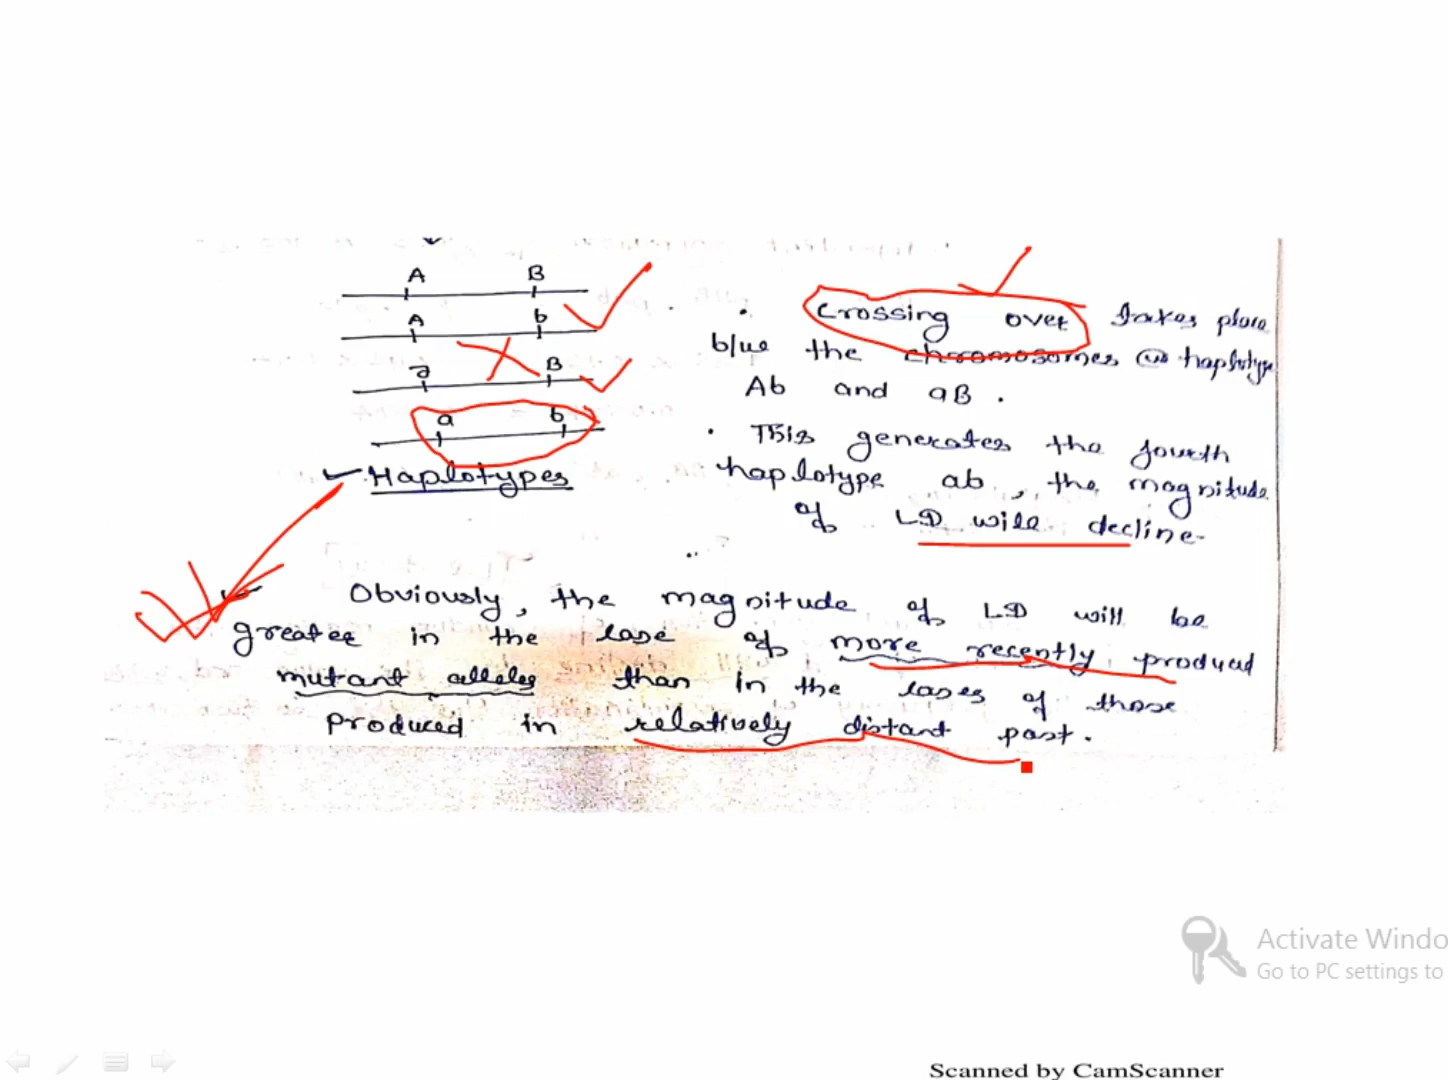 A B
A b
a B
a b
Haplotypes
• Crossing over takes place
b/w the chromosomes @ haplotype
Ab and aB.
• This generates the fourth
haplotype ab, the magnitude
of LD will decline-
Obviously, the magnitude of LD will be
greater in the case of more recently produced
mutant alleles than in the cases of those
produced in relatively distant past.
Activate Windo
Go to PC settings to
Scanned by CamScanner